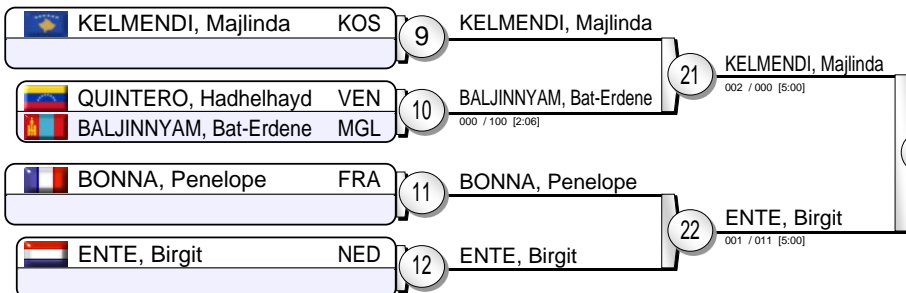 KELMENDI, Majlinda KOS
9
KELMENDI, Majlinda
QUINTERO, Hadhelhayd VEN
BALJINNYAM, Bat-Erdene MGL
10
BALJINNYAM, Bat-Erdene
000 / 100 [2:06]
21
KELMENDI, Majlinda
002 / 000 [5:00]
BONNA, Penelope FRA
11
BONNA, Penelope
ENTE, Birgit NED
12
ENTE, Birgit
22
ENTE, Birgit
001 / 011 [5:00]